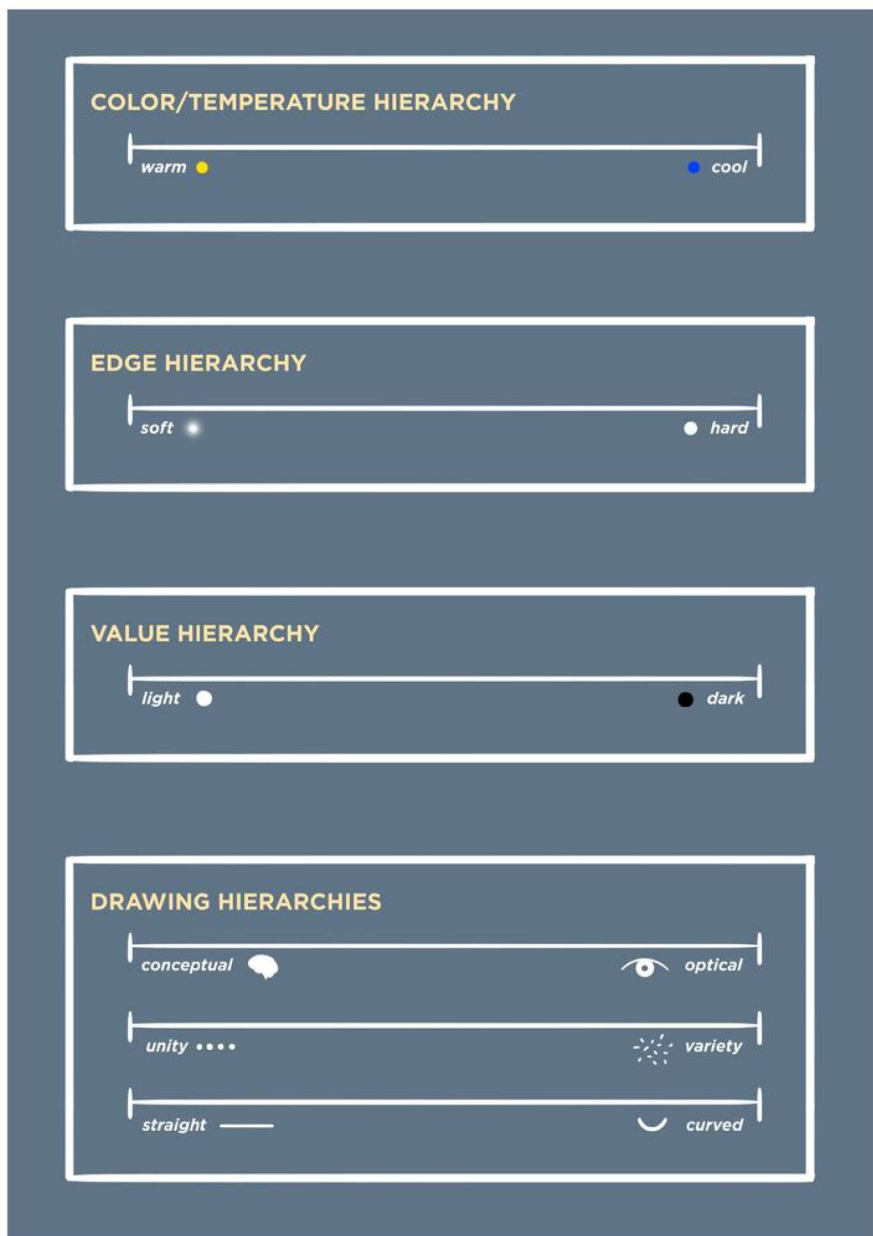 COLOR/TEMPERATURE HIERARCHY
warm cool
EDGE HIERARCHY
soft hard
VALUE HIERARCHY
light dark
DRAWING HIERARCHIES
conceptual optical
unity variety
straight curved